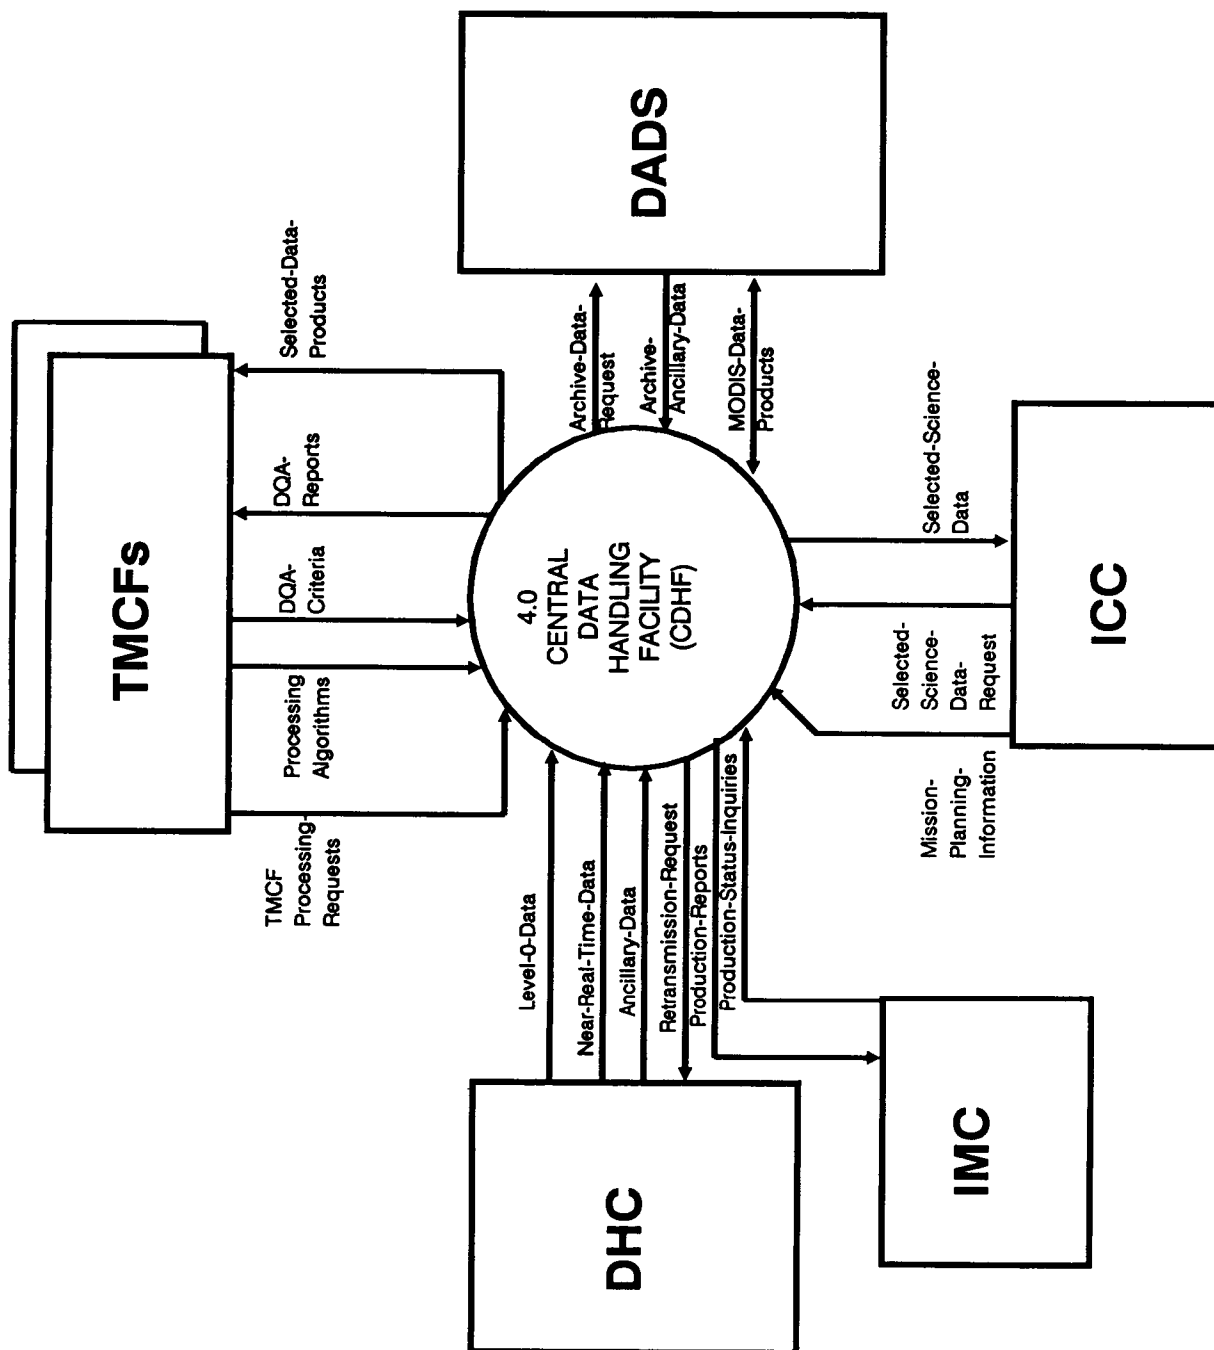 TMCFs
TMCF
Processing-
Requests
Processing
Algorithms
DQA-
Criteria
DQA-
Reports
Selected-Data-
Products
DHC
Level-0-Data
Near-Real-Time-Data
Ancillary-Data
Retransmission-Request
Production-Reports
Production-Status-Inquiries
4.0
CENTRAL
DATA
HANDLING
FACILITY
(CDHF)
Archive-Data-
Request
Archive-
Ancillary-Data
MODIS-Data-
Products
DADS
IMC
Mission-
Planning-
Information
Selected-
Science-
Data-
Request
Selected-Science-
Data
ICC